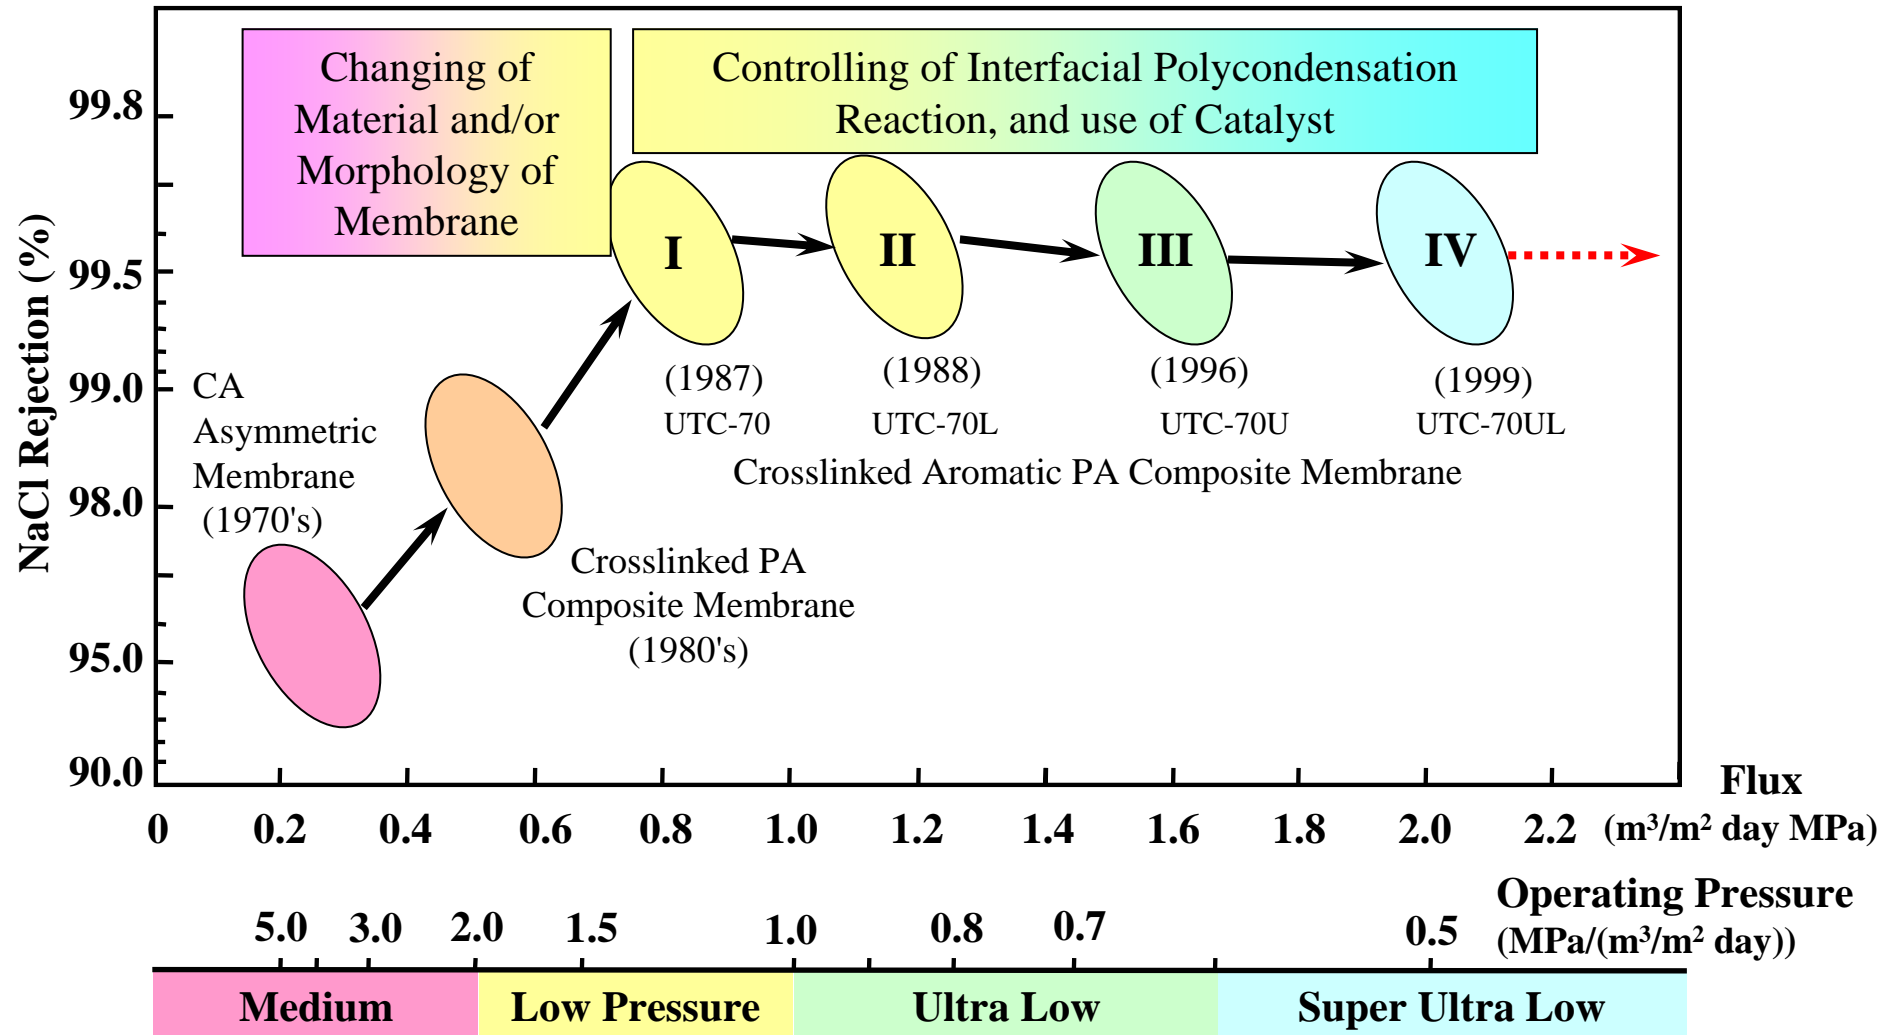 Changing of
Material and/or
Morphology of
Membrane
Controlling of Interfacial Polycondensation
Reaction, and use of Catalyst
NaCl Rejection (%)
99.8
99.5
99.0
98.0
95.0
90.0
I
II
III
IV
(1987)
UTC-70
(1988)
UTC-70L
(1996)
UTC-70U
(1999)
UTC-70UL
Crosslinked Aromatic PA Composite Membrane
CA
Asymmetric
Membrane
(1970's)
Crosslinked PA
Composite Membrane
(1980's)
0 0.2 0.4 0.6 0.8 1.0 1.2 1.4 1.6 1.8 2.0 2.2
Flux
(m³/m² day MPa)
5.0 3.0 2.0 1.5 1.0 0.8 0.7 0.5
Operating Pressure
(MPa/(m³/m² day))
Medium Low Pressure Ultra Low Super Ultra Low